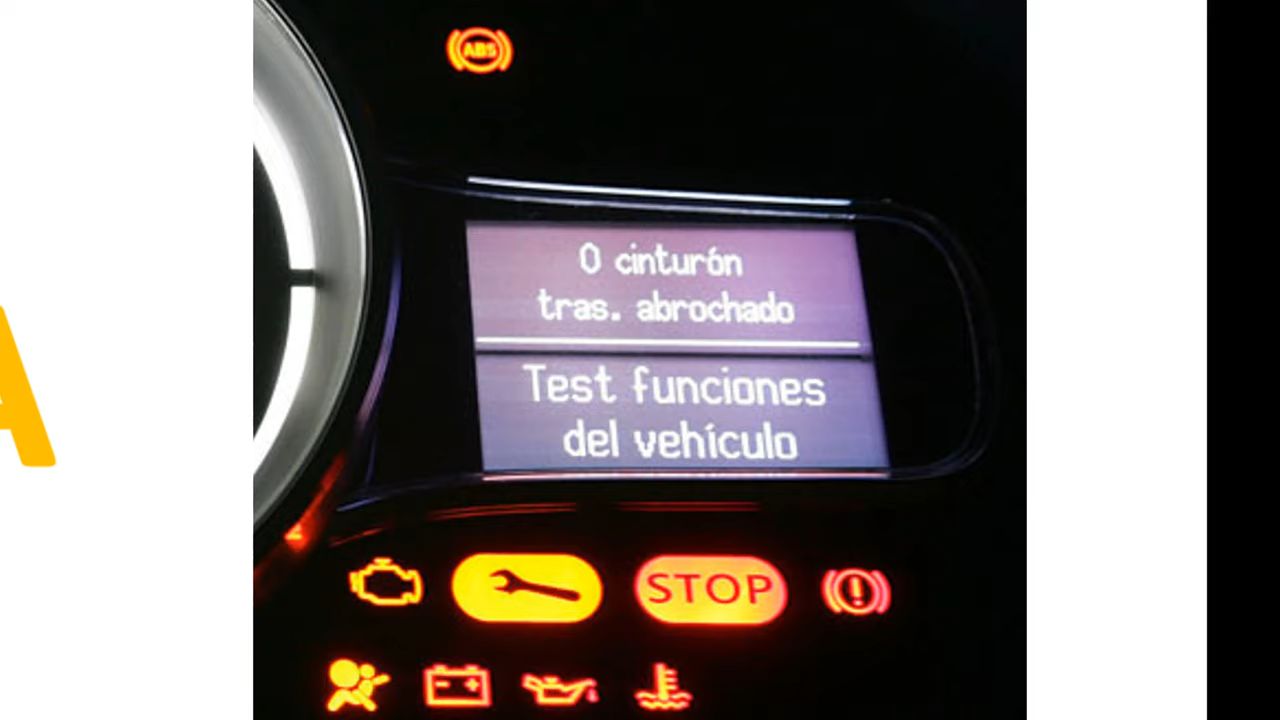 ABS
0 cinturón
tras. abrochado
Test funciones
del vehículo
STOP
A